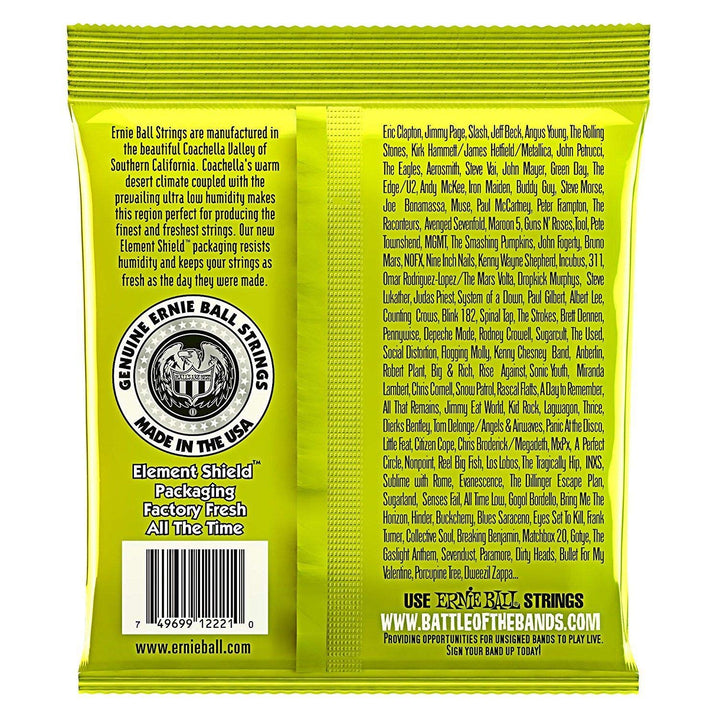 Ernie Ball Strings are manufactured in
the beautiful Coachella Valley of
Southern California. Coachella's warm
desert climate coupled with the
prevailing ultra low humidity makes
this region perfect for producing the
finest and freshest strings. Our new
Element Shield™ packaging resists
humidity and keeps your strings as
fresh as the day they were made.
GENUINE ERNIE BALL STRINGS
MADE IN THE USA
Element Shield™
Packaging
Factory Fresh
All The Time
7 49699 12221 0
www.ernieball.com
Eric Clapton, Jimmy Page, Slash, Jeff Beck, Angus Young, The Rolling
Stones, Kirk Hammett/James Hetfield/Metallica, John Petrucci,
The Eagles, Aerosmith, Steve Vai, John Mayer, Green Day, The
Edge/U2, Andy McKee, Iron Maiden, Buddy Guy, Steve Morse,
Joe Bonamassa, Muse, Paul McCartney, Peter Frampton, The
Raconteurs, Avenged Sevenfold, Maroon 5, Guns N' Roses,Tool, Pete
Townshend, MGMT, The Smashing Pumpkins, John Fogerty, Bruno
Mars, NOFX, Nine Inch Nails, Kenny Wayne Shepherd, Incubus, 311,
Omar Rodriguez-Lopez/The Mars Volta, Dropkick Murphys, Steve
Lukather, Judas Priest, System of a Down, Paul Gilbert, Albert Lee,
Counting Crows, Blink 182, Spinal Tap, The Strokes, Brett Dennen,
Pennywise, Depeche Mode, Rodney Crowell, Sugarcult, The Used,
Social Distortion, Flogging Molly, Kenny Chesney Band, Anberlin,
Robert Plant, Big & Rich, Rise Against, Sonic Youth, Miranda
Lambert, Chris Cornell, Snow Patrol, Rascal Flatts, A Day to Remember,
All That Remains, Jimmy Eat World, Kid Rock, Lagwagon, Thrice,
Dierks Bentley, Tom Delonge/Angels & Airwaves, Panic At the Disco,
Little Feat, Citizen Cope, Chris Broderick/Megadeth, MxPx, A Perfect
Circle, Nonpoint, Reel Big Fish, Los Lobos, The Tragically Hip, INXS,
Sublime with Rome, Evanescence, The Dillinger Escape Plan,
Sugarland, Senses Fail, All Time Low, Gogol Bordello, Bring Me The
Horizon, Hinder, Buckcherry, Blues Saraceno, Eyes Set To Kill, Frank
Turner, Collective Soul, Breaking Benjamin, Matchbox 20, Gotye, The
Gaslight Anthem, Sevendust, Paramore, Dirty Heads, Bullet For My
Valentine, Porcupine Tree, Dweezil Zappa...
USE ERNIE BALL STRINGS
WWW.BATTLEOFTHEBANDS.COM
PROVIDING OPPORTUNITIES FOR UNSIGNED BANDS TO PLAY LIVE.
SIGN YOUR BAND UP TODAY!